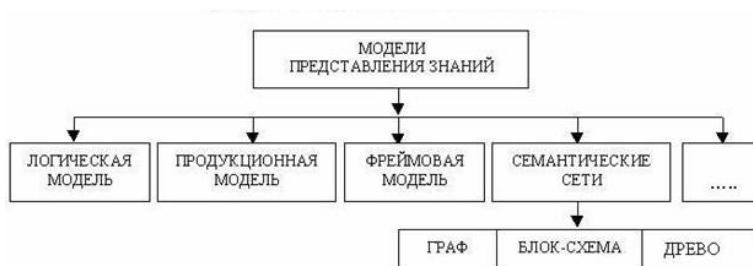 МОДЕЛИ
ПРЕДСТАВЛЕНИЯ ЗНАНИЙ
ЛОГИЧЕСКАЯ
МОДЕЛЬ
ПРОДУКЦИОННАЯ
МОДЕЛЬ
ФРЕЙМОВАЯ
МОДЕЛЬ
СЕМАНТИЧЕСКИЕ
СЕТИ
.....
ГРАФ
БЛОК-СХЕМА
ДРЕВО